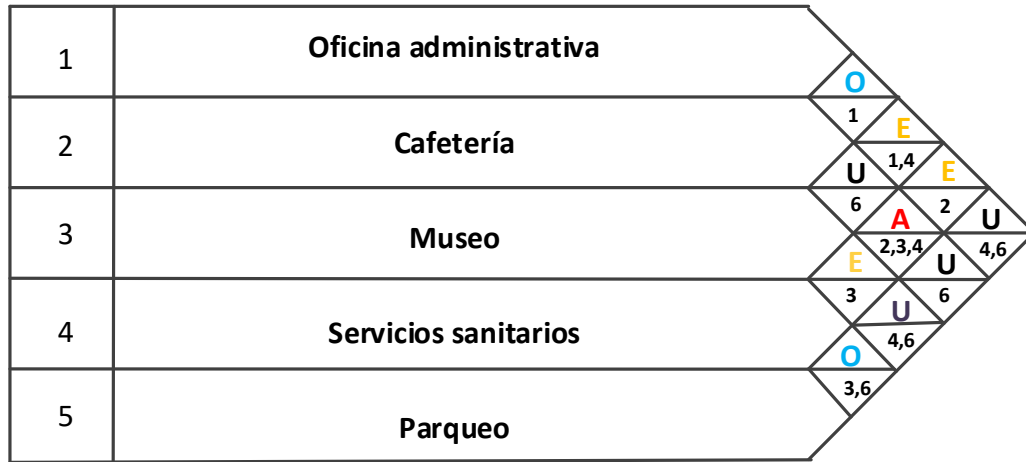 1 Oficina administrativa
O
1
E
2 Cafetería
1,4
U
E
6
2
3 Museo
A
U
2,3,4
4,6
E
U
3
6
4 Servicios sanitarios
U
4,6
O
3,6
5 Parqueo